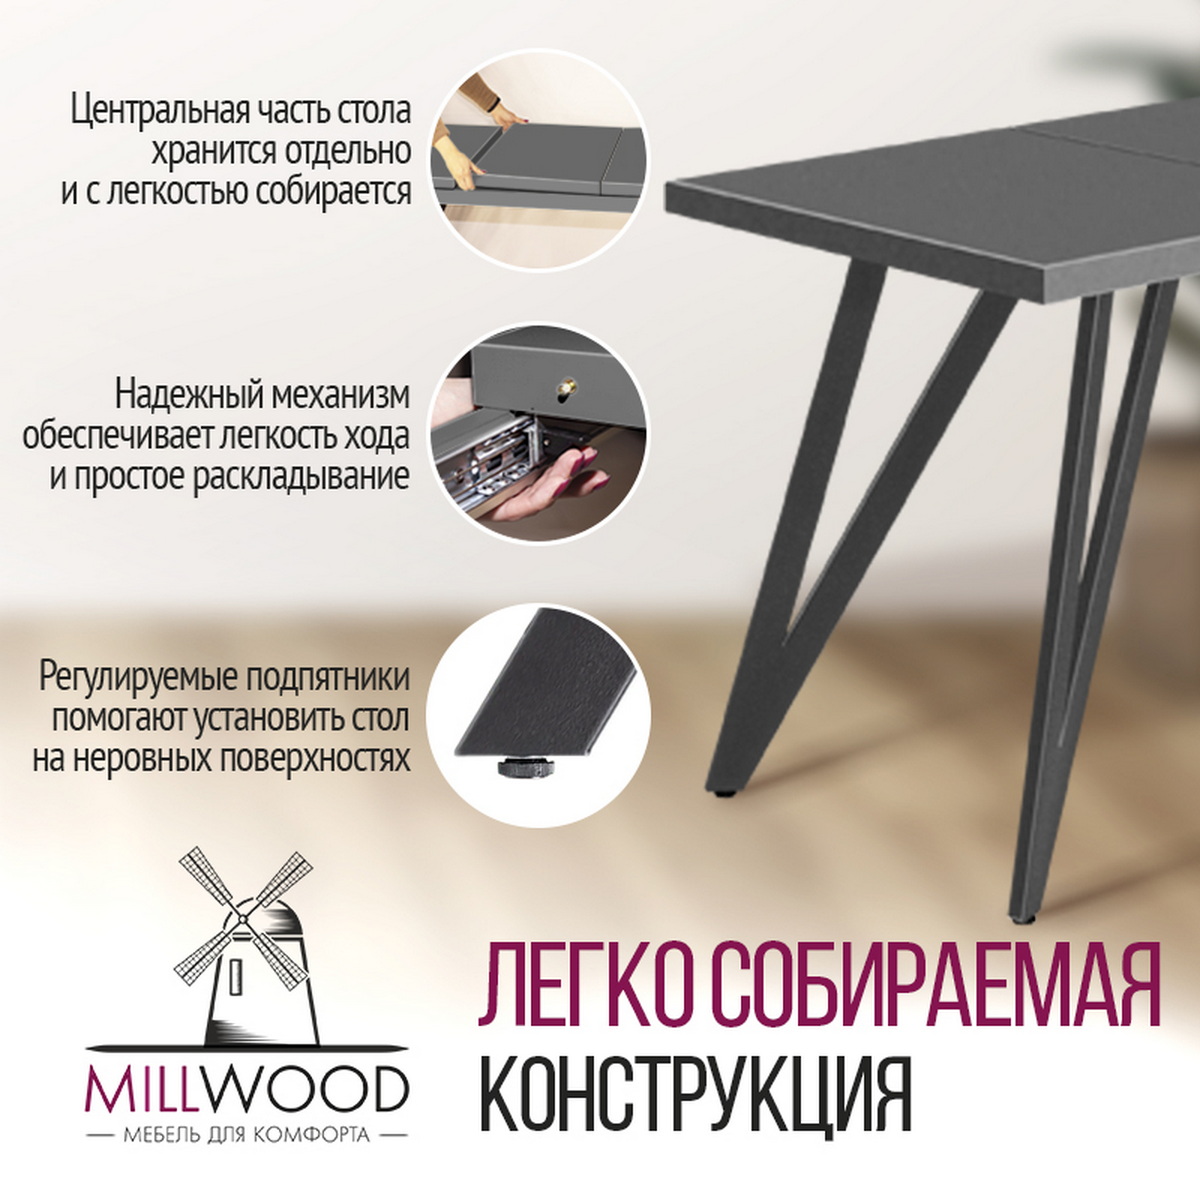 Центральная часть стола
хранится отдельно
и с легкостью собирается
Надежный механизм
обеспечивает легкость хода
и простое раскладывание
Регулируемые подпятники
помогают установить стол
на неровных поверхностях
MILLWOOD
— МЕБЕЛЬ ДЛЯ КОМФОРТА —
ЛЕГКО СОБИРАЕМАЯ
КОНСТРУКЦИЯ